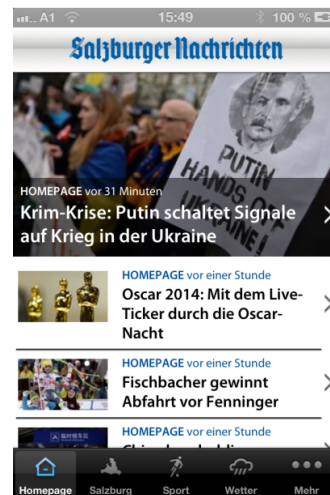 A1 15:49 100 %
Salzburger Nachrichten
PUTIN
HANDS OFF
UKRAINE!
HOMEPAGE vor 31 Minuten
Krim-Krise: Putin schaltet Signale
auf Krieg in der Ukraine
HOMEPAGE vor einer Stunde
Oscar 2014: Mit dem Live-
Ticker durch die Oscar-
Nacht
HOMEPAGE vor einer Stunde
Fischbacher gewinnt
Abfahrt vor Fenninger
HOMEPAGE vor einer Stunde
Homepage Salzburg Sport Wetter Mehr